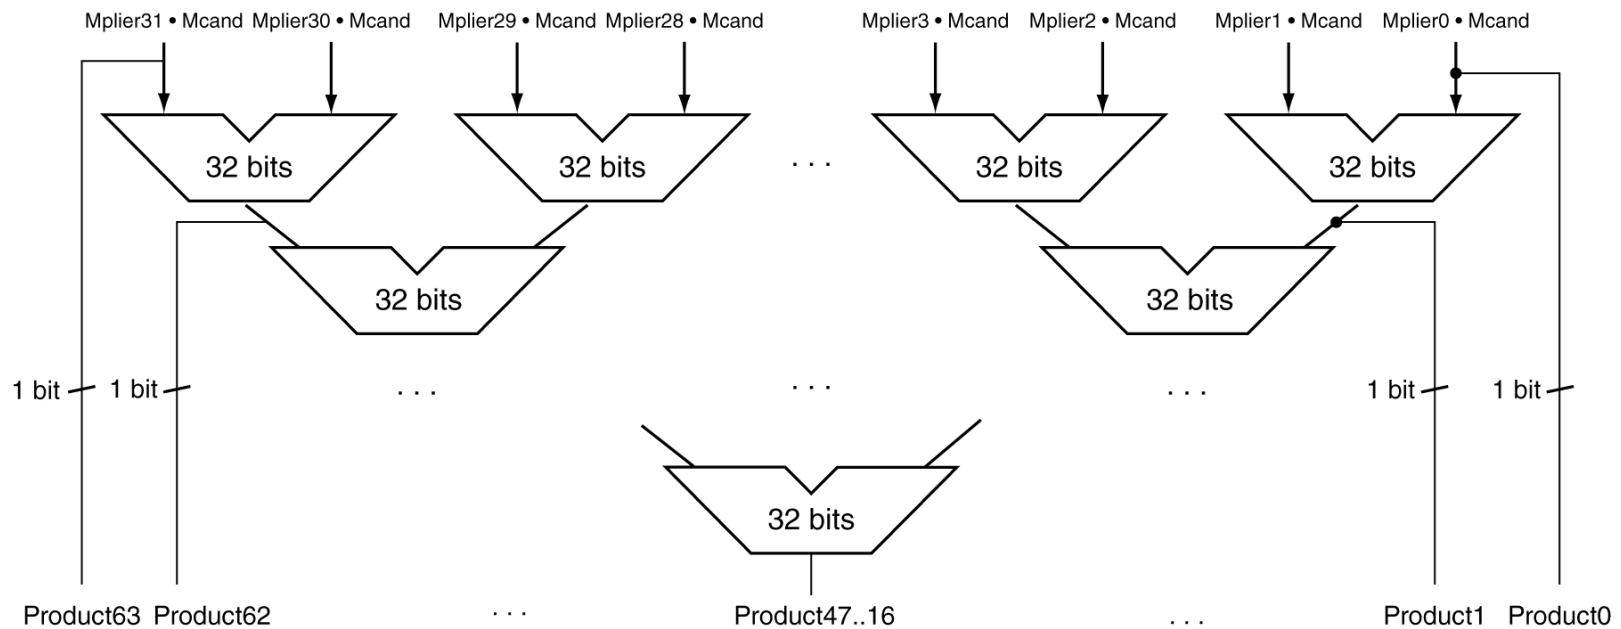 Mplier31 • Mcand Mplier30 • Mcand Mplier29 • Mcand Mplier28 • Mcand Mplier3 • Mcand Mplier2 • Mcand Mplier1 • Mcand Mplier0 • Mcand
32 bits 32 bits . . . 32 bits 32 bits
32 bits 32 bits
1 bit 1 bit . . . . . . . . . 1 bit 1 bit
32 bits
Product63 Product62 . . . Product47..16 . . . Product1 Product0